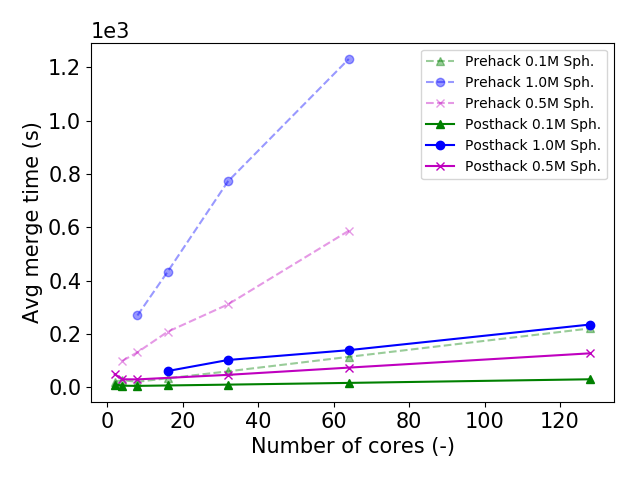 1e3
1.2
1.0
0.8
0.6
0.4
0.2
0.0
Avg merge time (s)
0 20 40 60 80 100 120
Number of cores (-)
Prehack 0.1M Sph.
Prehack 1.0M Sph.
Prehack 0.5M Sph.
Posthack 0.1M Sph.
Posthack 1.0M Sph.
Posthack 0.5M Sph.